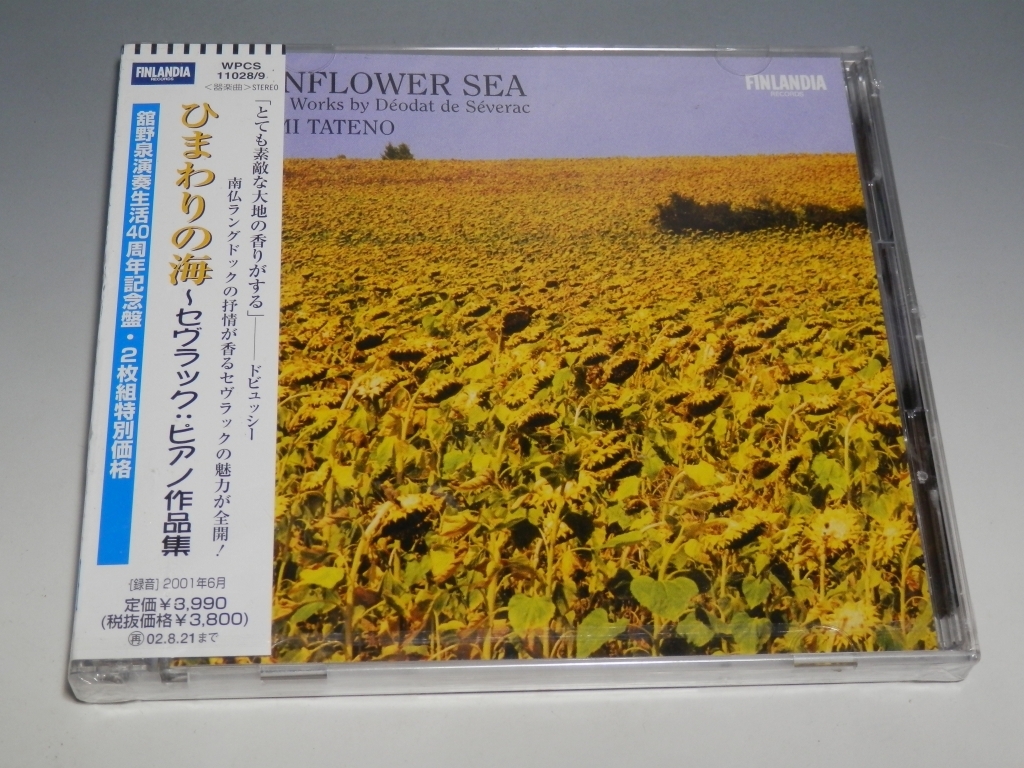 FINLANDIA
RECORDS
WPCS
11028/9
<器楽曲>STEREO
「とても素敵な大地の香りがする」――ドビュッシー
南仏ラングドックの抒情が香るセヴラックの魅力が全開!
ひまわりの海
~セヴラック:ピアノ作品集
舘野泉演奏生活40周年記念盤・2枚組特別価格
[録音] 2001年6月
定価¥3,990
(税抜価格¥3,800)
再 02.8.21まで
NFLOWER SEA
Works by Déodat de Séverac
MI TATENO
FINLANDIA
RECORDS